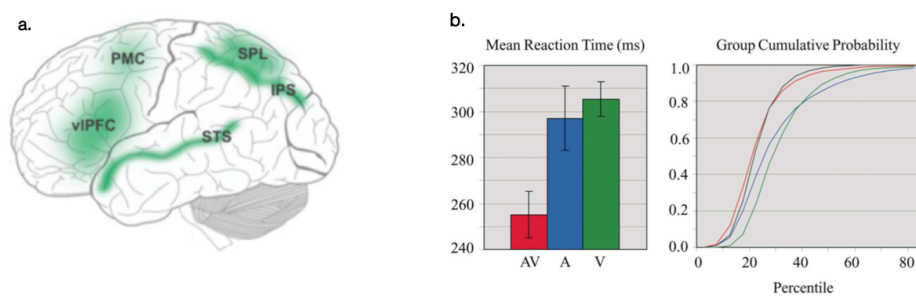 a.
PMC
SPL
IPS
vlPFC
STS
b.
Mean Reaction Time (ms)
320
300
280
260
240
AV A V
Group Cumulative Probability
1.0
0.8
0.6
0.4
0.2
0.0
0 20 40 60 80
Percentile